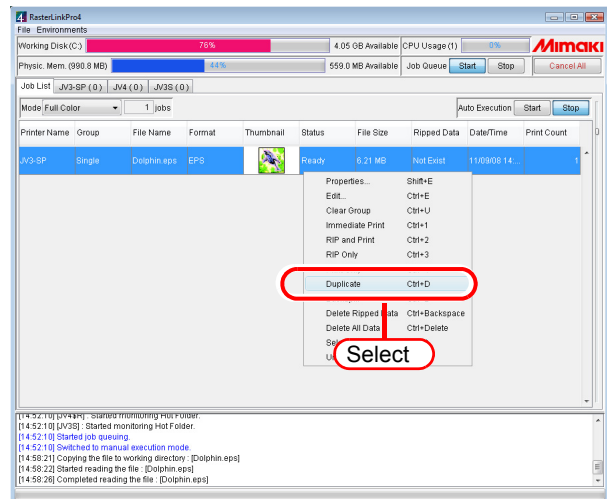 RasterLinkPro4
File Environments
Working Disk(C:) 76% 4.05 GB Available CPU Usage (1) 0% Mimaki
Physic. Mem. (990.8 MB) 44% 559.0 MB Available Job Queue Start Stop Cancel All
Job List JV3-SP ( 0 ) JV4 ( 0 ) JV3S ( 0 )
Mode Full Color 1 jobs Auto Execution Start Stop
Printer Name Group File Name Format Thumbnail Status File Size Ripped Data Date/Time Print Count
JV3-SP Single Dolphin.eps EPS Ready 6.21 MB Not Exist 11/09/08 14:... 1
Properties... Shift+E
Edit... Ctrl+E
Clear Group Ctrl+U
Immediate Print Ctrl+1
RIP and Print Ctrl+2
RIP Only Ctrl+3
Duplicate Ctrl+D
Delete Ripped Data Ctrl+Backspace
Delete All Data Ctrl+Delete
Select
[14:52:10] Started monitoring Hot Folder.
[14:52:10] [JV3S] : Started monitoring Hot Folder.
[14:52:10] Started job queuing.
[14:52:10] Switched to manual execution mode.
[14:58:21] Copying the file to working directory : [Dolphin.eps]
[14:58:22] Started reading the file : [Dolphin.eps]
[14:58:26] Completed reading the file : [Dolphin.eps]